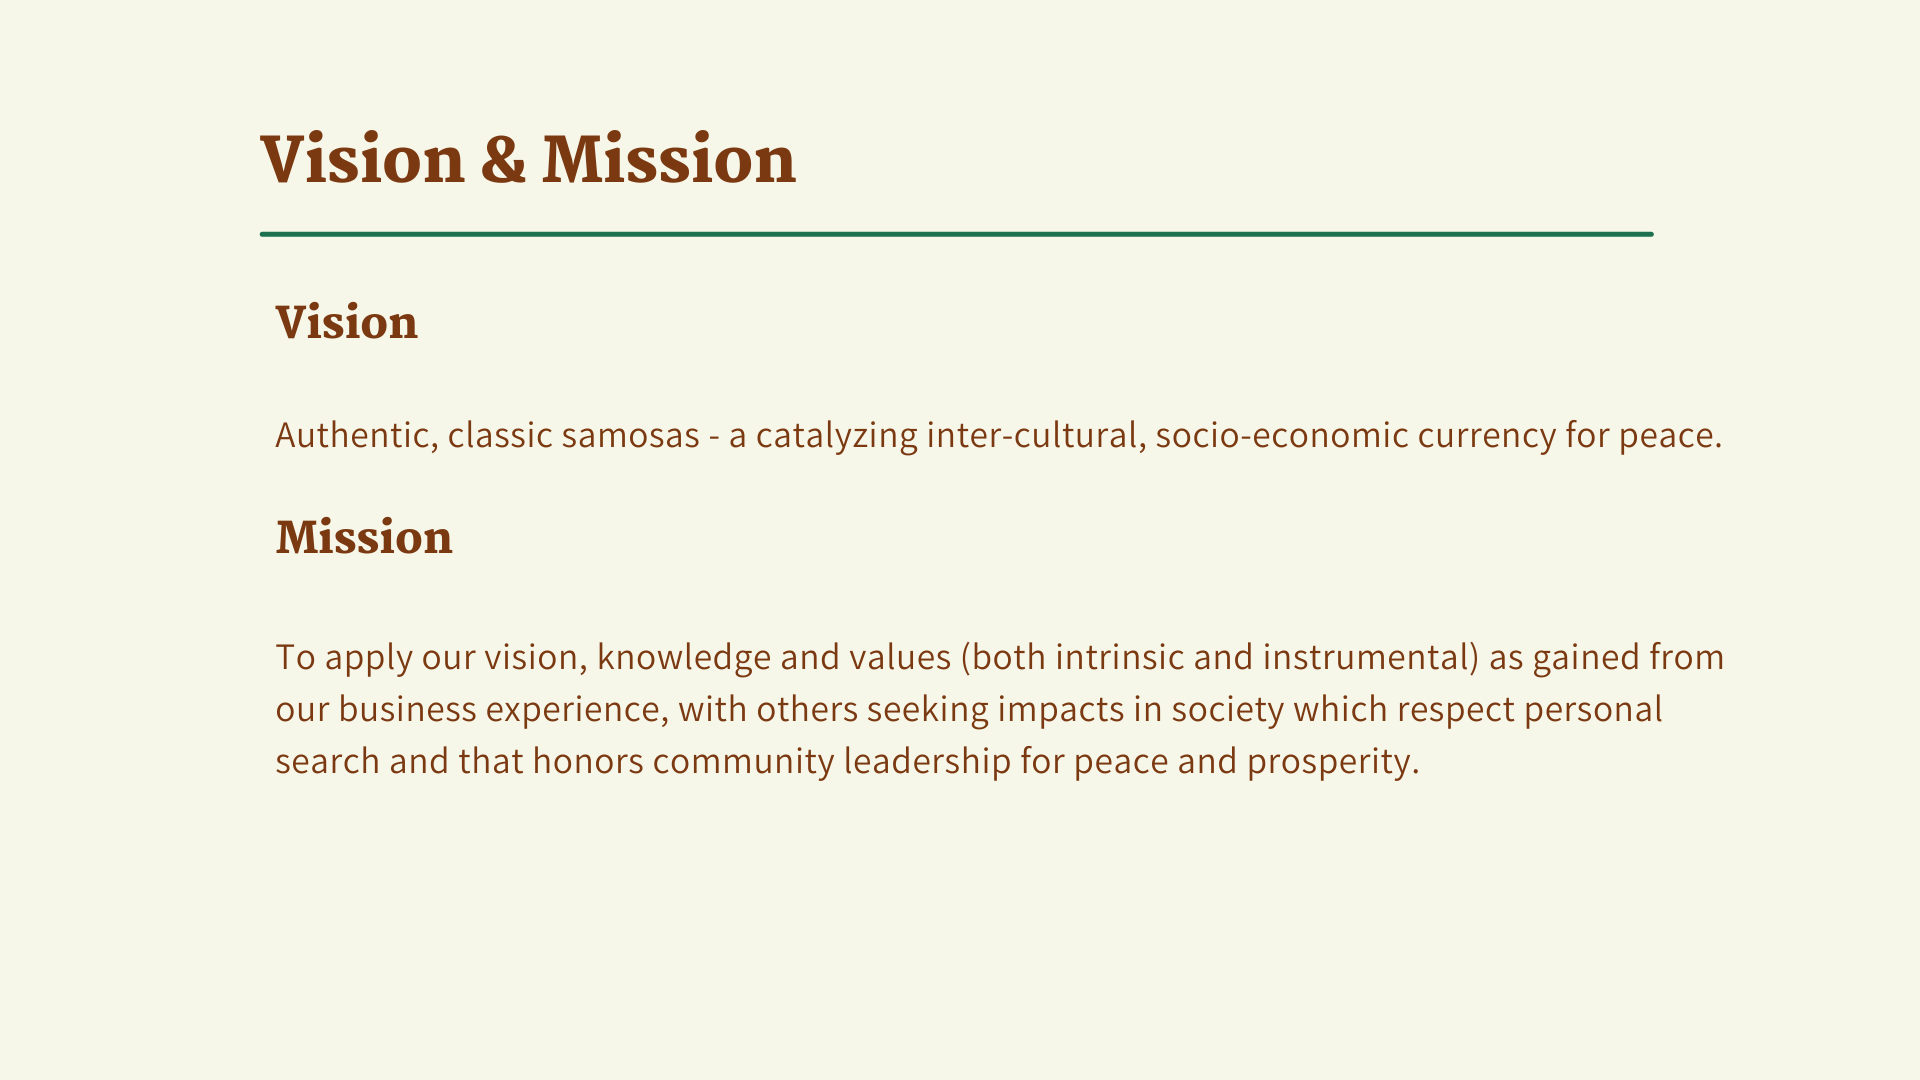 Vision & Mission
Vision
Authentic, classic samosas - a catalyzing inter-cultural, socio-economic currency for peace.
Mission
To apply our vision, knowledge and values (both intrinsic and instrumental) as gained from
our business experience, with others seeking impacts in society which respect personal
search and that honors community leadership for peace and prosperity.